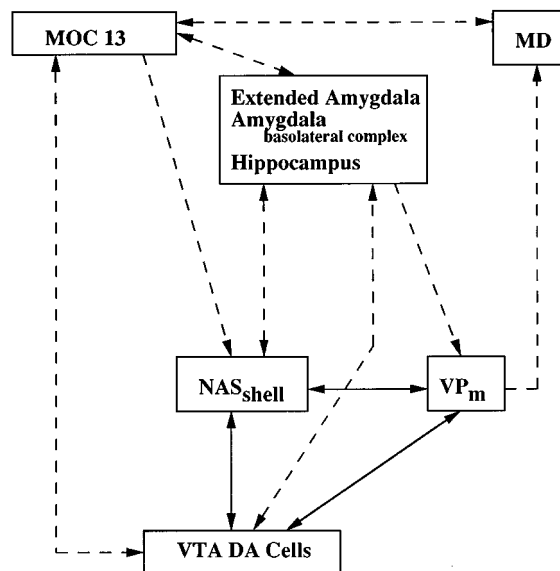 MOC 13
MD
Extended Amygdala
Amygdala
basolateral complex
Hippocampus
NASshell
VPm
VTA DA Cells